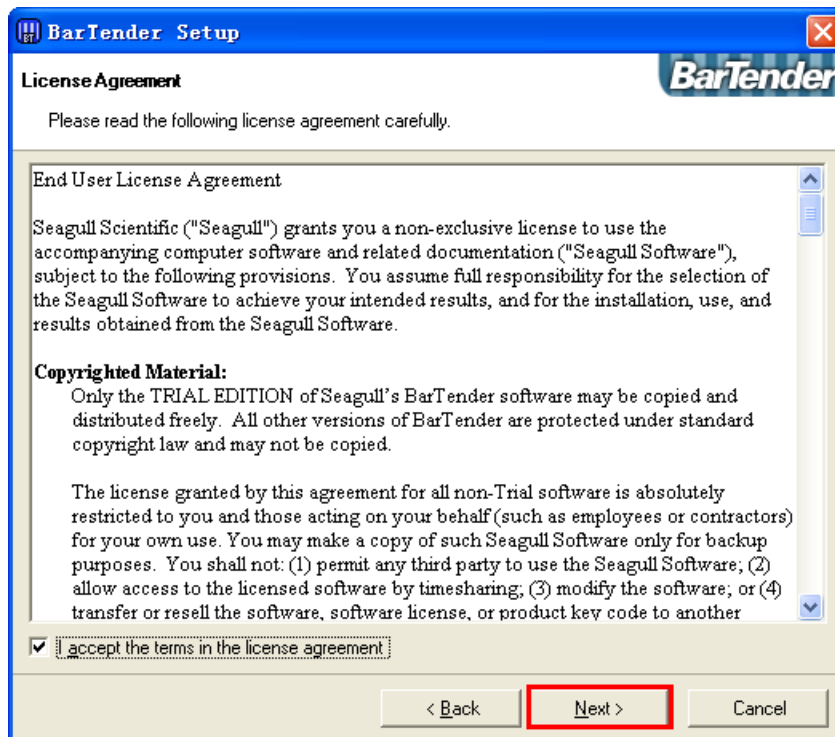 BarTender Setup
BarTender
License Agreement
Please read the following license agreement carefully.
End User License Agreement
Seagull Scientific ("Seagull") grants you a non-exclusive license to use the
accompanying computer software and related documentation ("Seagull Software"),
subject to the following provisions. You assume full responsibility for the selection of
the Seagull Software to achieve your intended results, and for the installation, use, and
results obtained from the Seagull Software.
Copyrighted Material:
Only the TRIAL EDITION of Seagull's BarTender software may be copied and
distributed freely. All other versions of BarTender are protected under standard
copyright law and may not be copied.
The license granted by this agreement for all non-Trial software is absolutely
restricted to you and those acting on your behalf (such as employees or contractors)
for your own use. You may make a copy of such Seagull Software only for backup
purposes. You shall not: (1) permit any third party to use the Seagull Software; (2)
allow access to the licensed software by timesharing; (3) modify the software; or (4)
transfer or resell the software, software license, or product key code to another
I accept the terms in the license agreement
< Back Next > Cancel